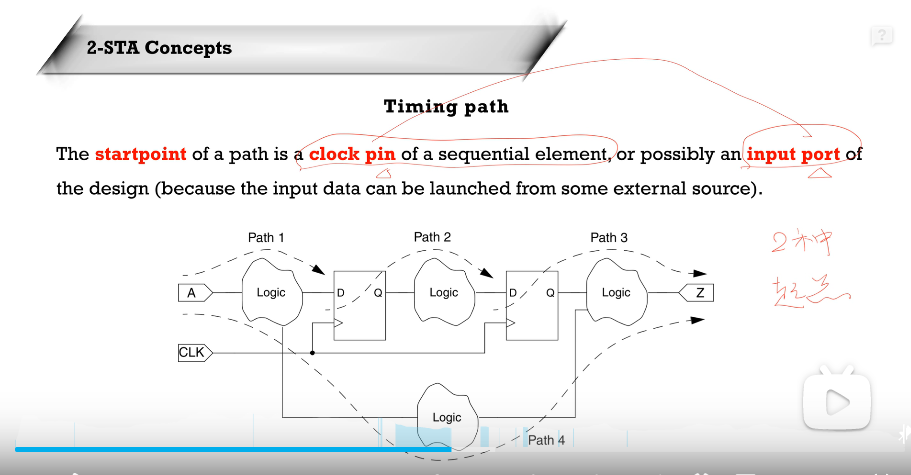 2-STA Concepts
Timing path
The startpoint of a path is a clock pin of a sequential element, or possibly an input port of
the design (because the input data can be launched from some external source).
Path 1
Path 2
Path 3
2种
起点
A
Logic
D
Q
Logic
D
Q
Logic
Z
CLK
Logic
Path 4
?